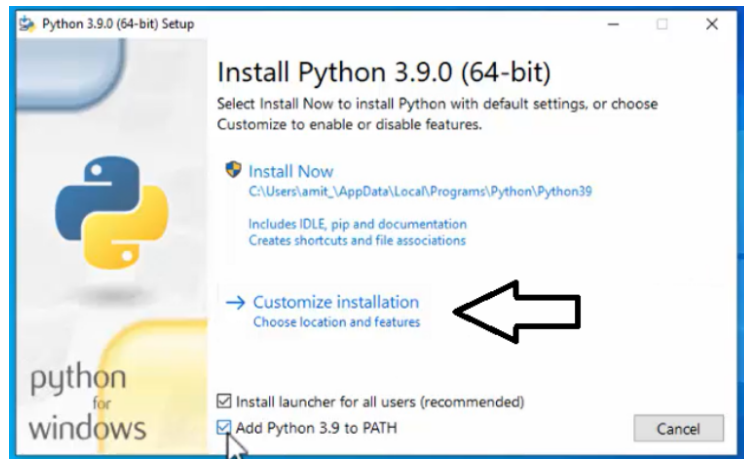 Python 3.9.0 (64-bit) Setup
Install Python 3.9.0 (64-bit)
Select Install Now to install Python with default settings, or choose
Customize to enable or disable features.
Install Now
C:\Users\amit_\AppData\Local\Programs\Python\Python39
Includes IDLE, pip and documentation
Creates shortcuts and file associations
Customize installation
Choose location and features
python
for
windows
Install launcher for all users (recommended)
Add Python 3.9 to PATH
Cancel